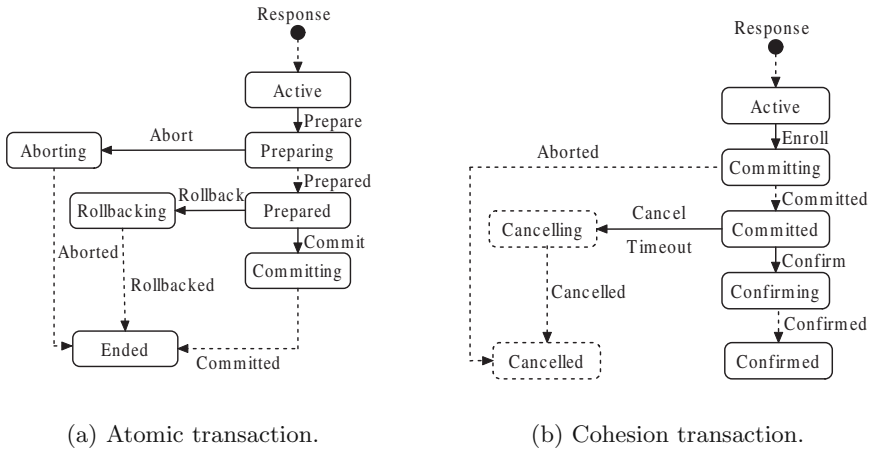 Response
Active
Prepare
Abort
Aborting
Preparing
Prepared
Rollback
Rollbacking
Prepared
Commit
Aborted
Committing
Rollbacked
Ended
Committed
(a) Atomic transaction.
Response
Active
Enroll
Aborted
Committing
Committed
Cancel
Cancelling
Committed
Timeout
Confirm
Confirming
Cancelled
Confirmed
Cancelled
Confirmed
(b) Cohesion transaction.